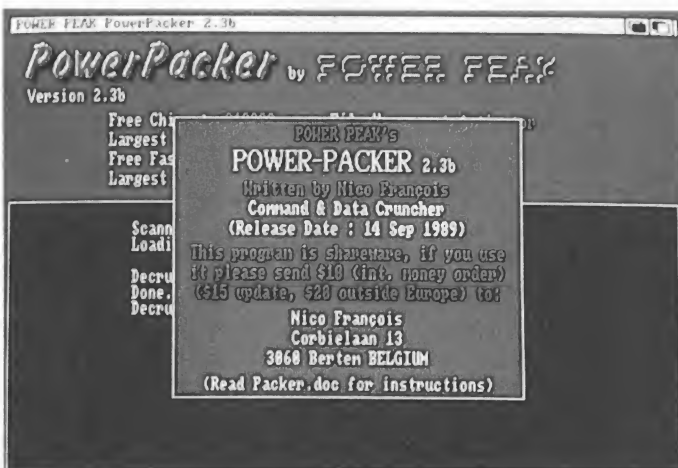 POWER PEAK PowerPacker 2.3b
PowerPacker by POWER PEAK
Version 2.3b
Free Chi
Largest
Free Fas
Largest
Scann
Loadi
Decru
Done.
Decru
POWER PEAK's
POWER-PACKER 2.3b
Written by Nico François
Command & Data Cruncher
(Release Date : 14 Sep 1989)
This program is shareware, if you use
it please send $10 (int. money order)
($15 update, $20 outside Europe) to:
Nico François
Corbielaan 13
3060 Bertem BELGIUM
(Read Packer.doc for instructions)